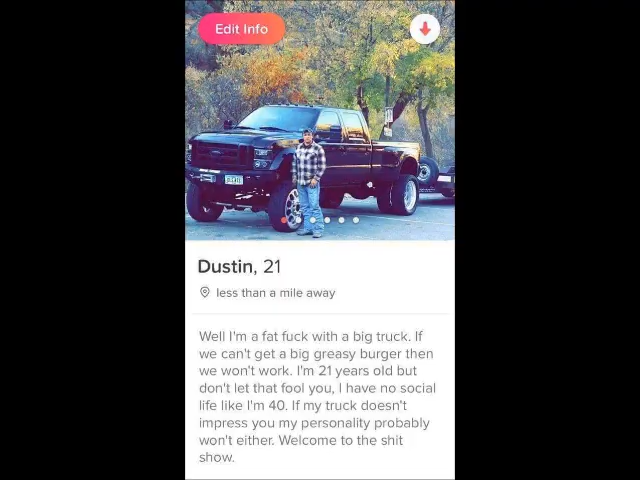 Edit Info
Dustin, 21
less than a mile away
Well I'm a fat fuck with a big truck. If
we can't get a big greasy burger then
we won't work. I'm 21 years old but
don't let that fool you, I have no social
life like I'm 40. If my truck doesn't
impress you my personality probably
won't either. Welcome to the shit
show.